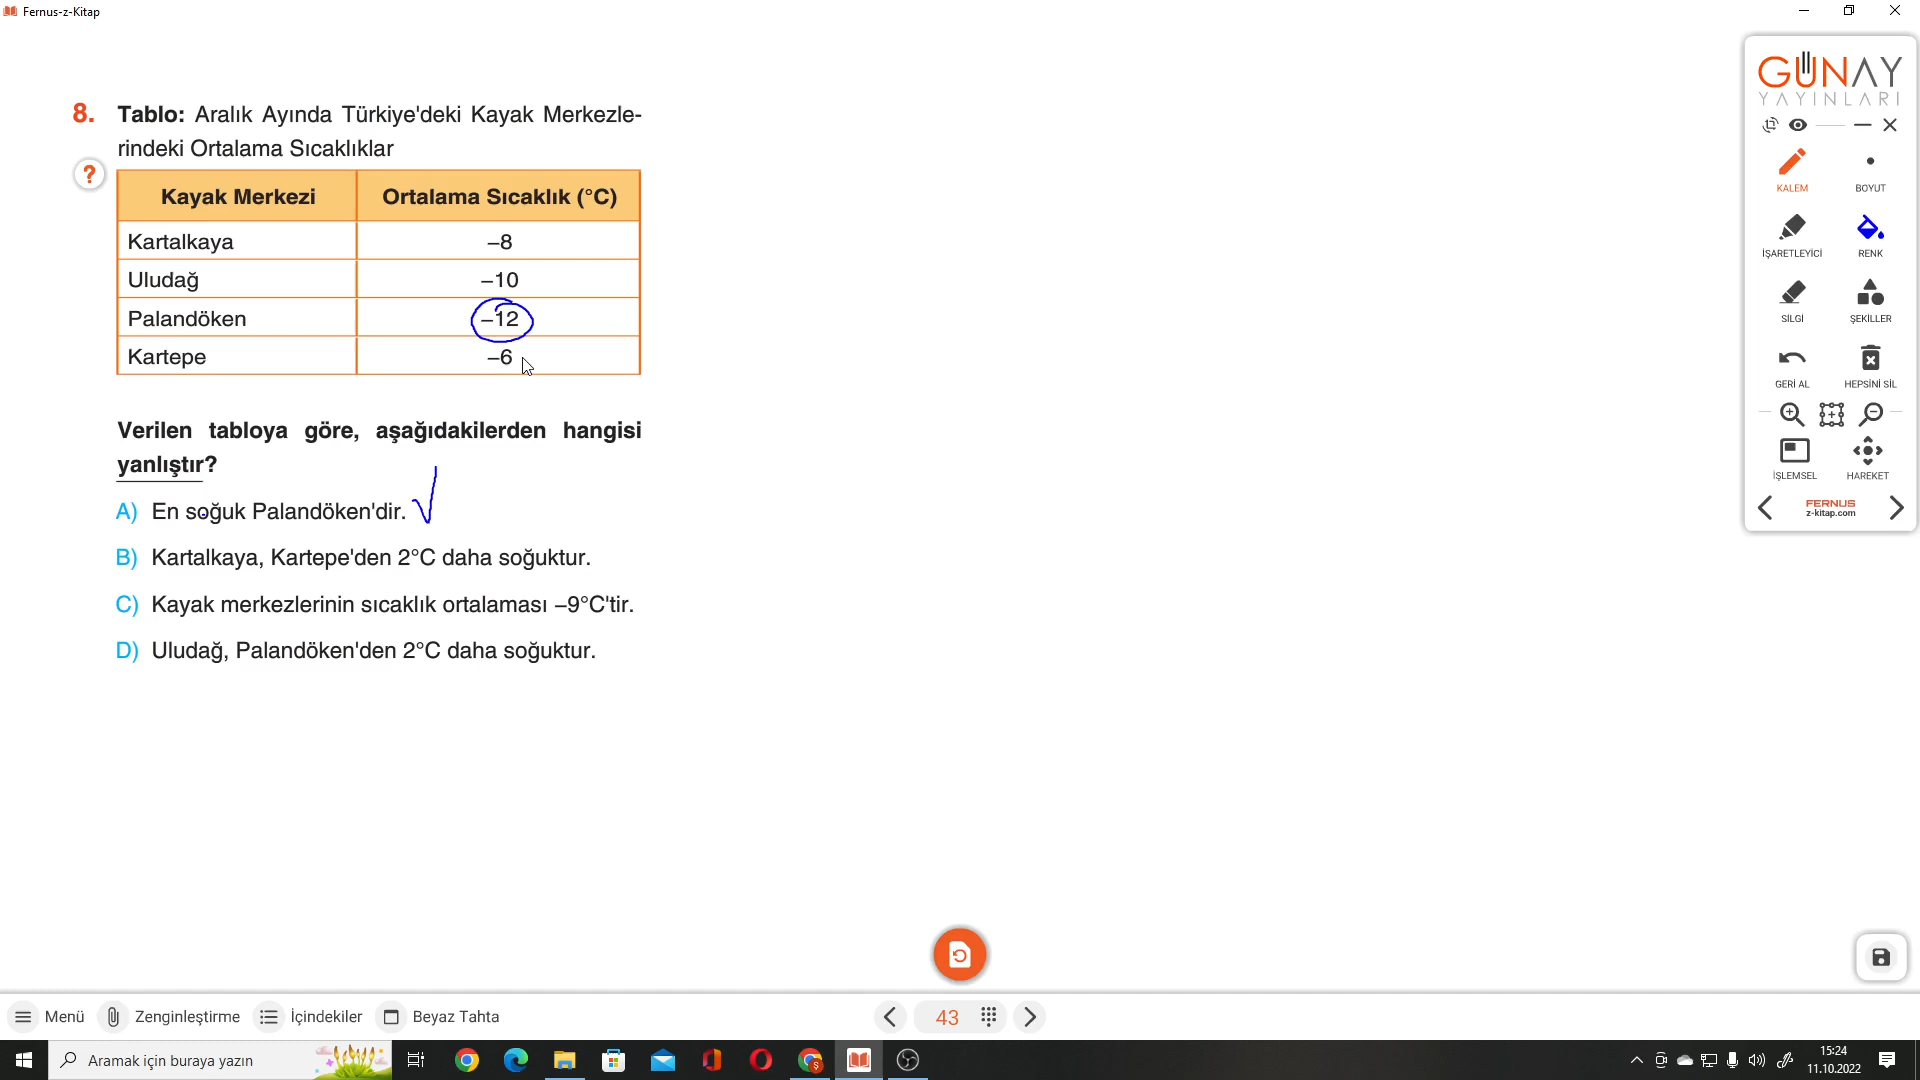 Fernus-z-Kitap
8. Tablo: Aralık Ayında Türkiye'deki Kayak Merkezle-
rindeki Ortalama Sıcaklıklar
?
Kayak Merkezi Ortalama Sıcaklık (°C)
Kartalkaya –8
Uludağ –10
Palandöken –12
Kartepe –6
Verilen tabloya göre, aşağıdakilerden hangisi
yanlıştır?
A) En soğuk Palandöken'dir.
B) Kartalkaya, Kartepe'den 2°C daha soğuktur.
C) Kayak merkezlerinin sıcaklık ortalaması –9°C'tir.
D) Uludağ, Palandöken'den 2°C daha soğuktur.
GÜNAY
YAYINLARI
KALEM BOYUT
İŞARETLEYİCİ RENK
SİLGİ ŞEKİLLER
GERİ AL HEPSİNİ SİL
İŞLEMSEL HAREKET
FERNUS
z-kitap.com
Menü Zenginleştirme İçindekiler Beyaz Tahta 43
Aramak için buraya yazın
15:24
11.10.2022